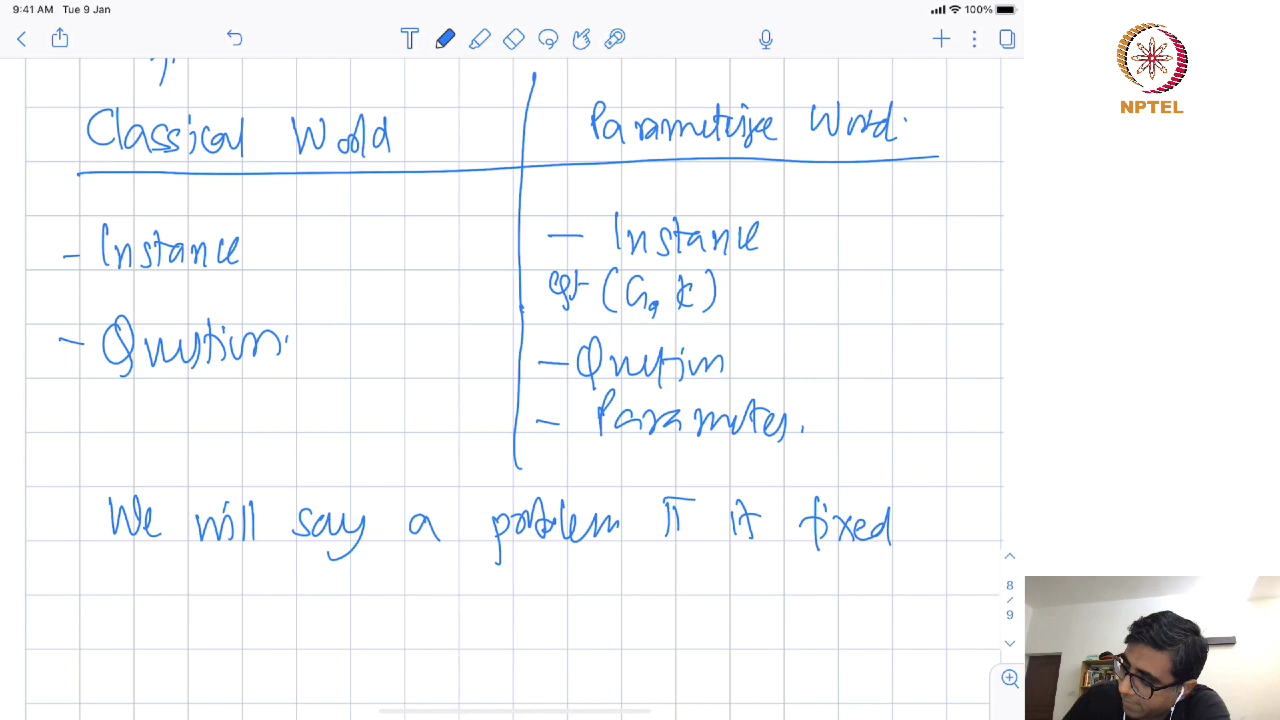 9:41 AM Tue 9 Jan
100%
T
NPTEL
Classical World
Parametrize World.
- Instance
- Question.
- Instance
eg:- (G, k)
- Question
- Parameter.
We will say a problem Π is fixed
8
/
9